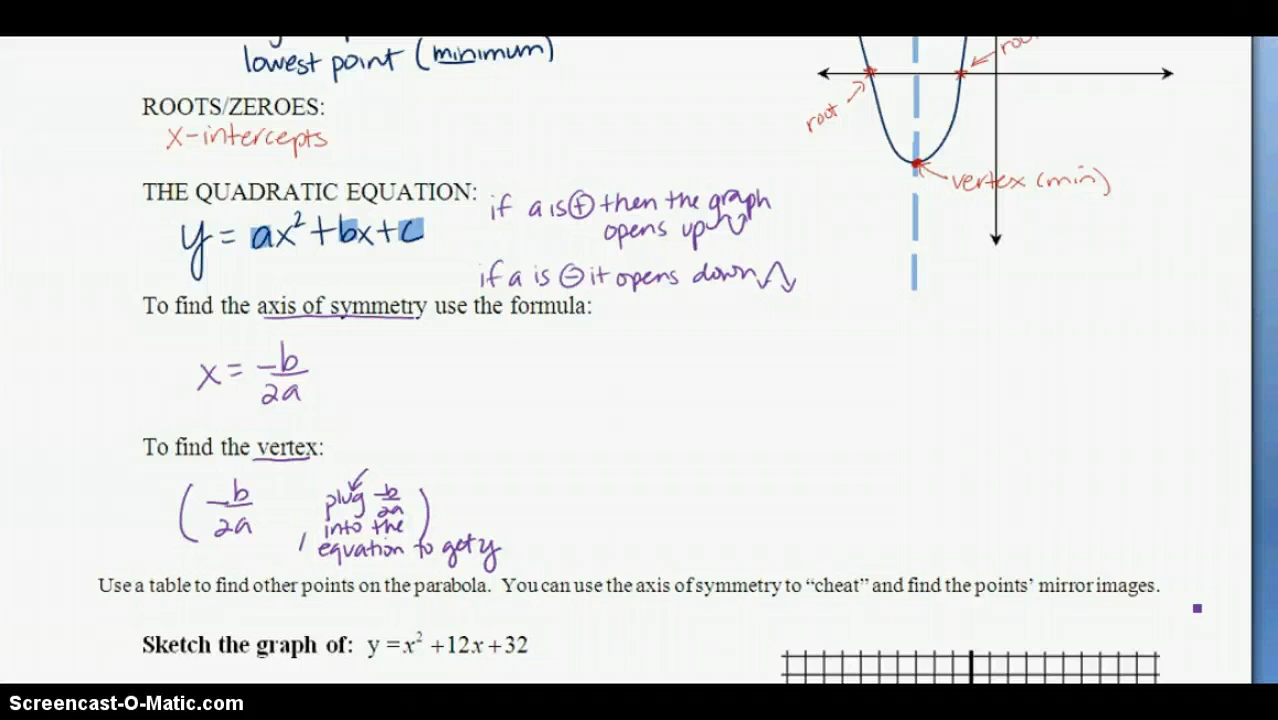 lowest point (minimum)
root
ROOTS/ZEROES:
x-intercepts
root
vertex (min)
THE QUADRATIC EQUATION:
if a is ⊕ then the graph
opens up
y = ax² + bx + c
if a is ⊖ it opens down
To find the axis of symmetry use the formula:
x = -b/2a
To find the vertex:
( -b/2a , plug -b/2a
into the
equation to get y )
Use a table to find other points on the parabola. You can use the axis of symmetry to “cheat” and find the points’ mirror images.
Sketch the graph of: y = x² +12x +32
Screencast-O-Matic.com